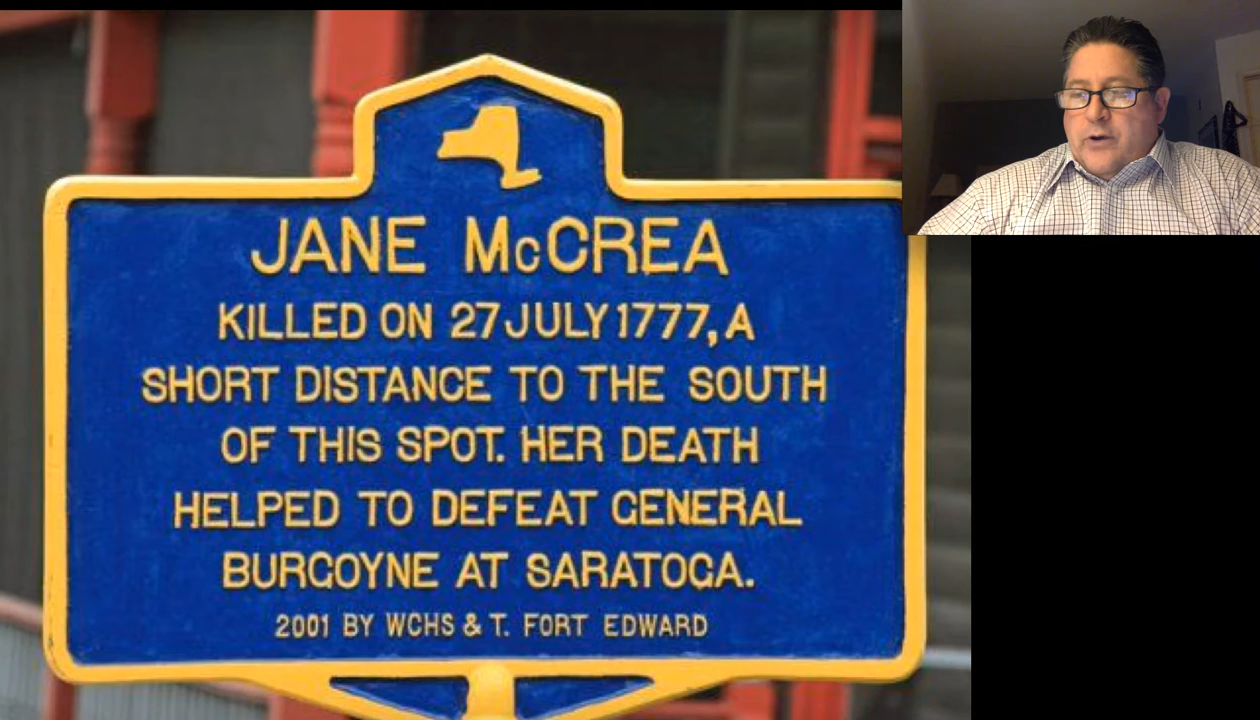 JANE McCREA
KILLED ON 27 JULY 1777, A
SHORT DISTANCE TO THE SOUTH
OF THIS SPOT. HER DEATH
HELPED TO DEFEAT GENERAL
BURGOYNE AT SARATOGA.
2001 BY WCHS & T. FORT EDWARD